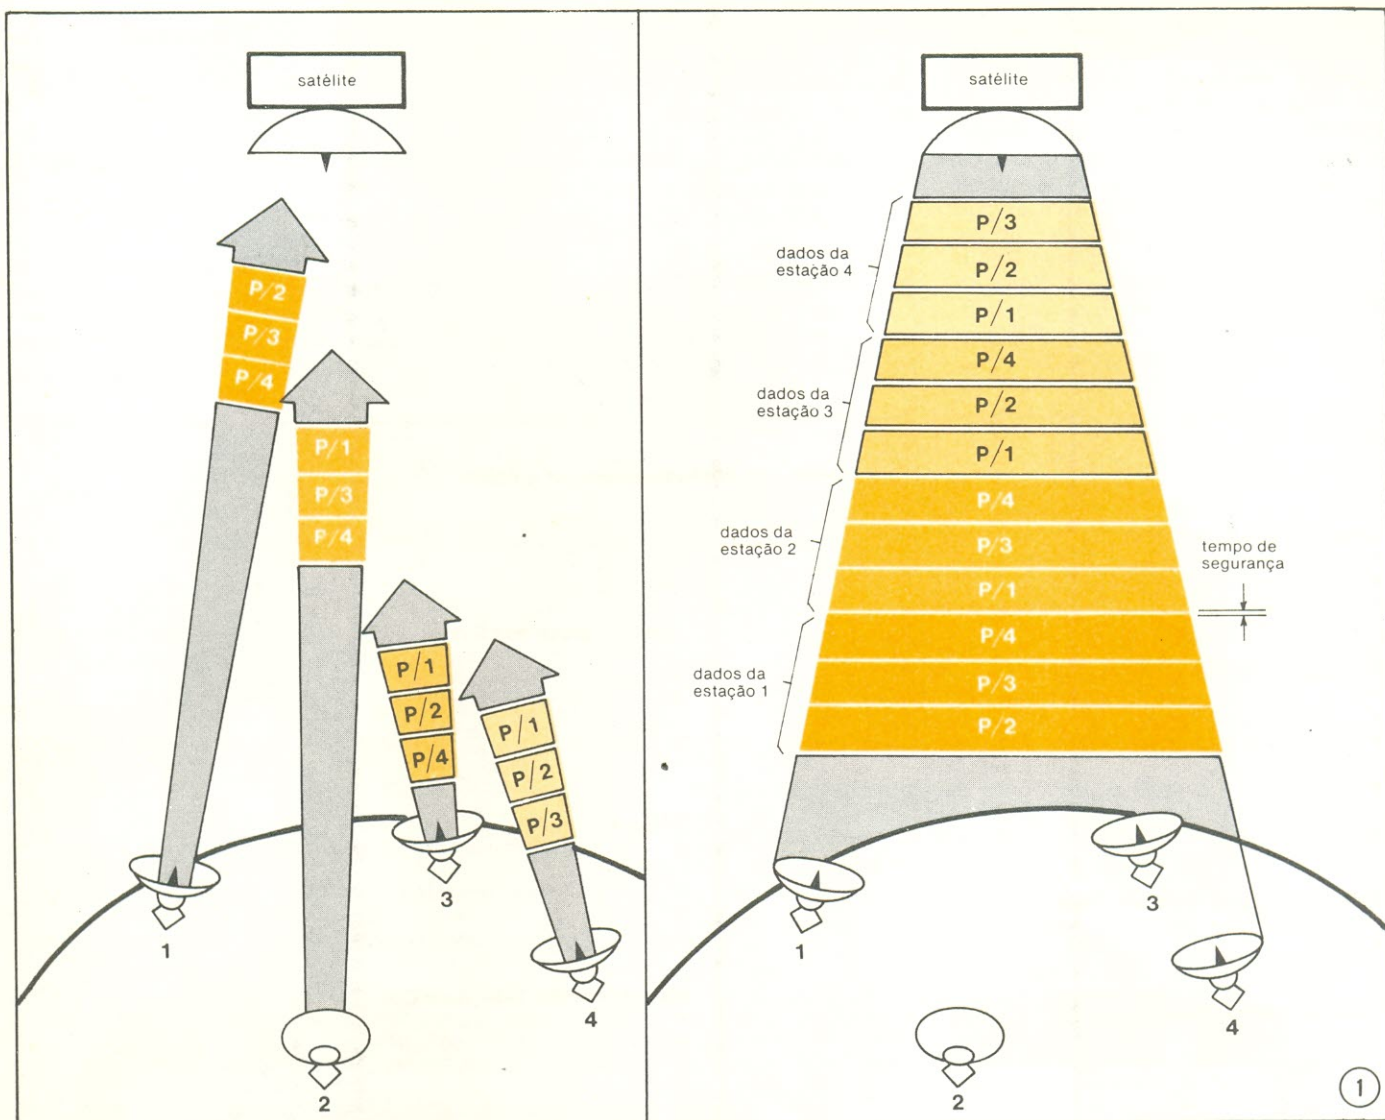 satélite
P/2
P/3
P/4
P/1
P/3
P/4
P/1
P/2
P/4
P/1
P/2
P/3
1
2
3
4
satélite
dados da
estação 4
P/3
P/2
P/1
dados da
estação 3
P/4
P/2
P/1
dados da
estação 2
P/4
P/3
P/1
tempo de
segurança
dados da
estação 1
P/4
P/3
P/2
1
3
4
2
1